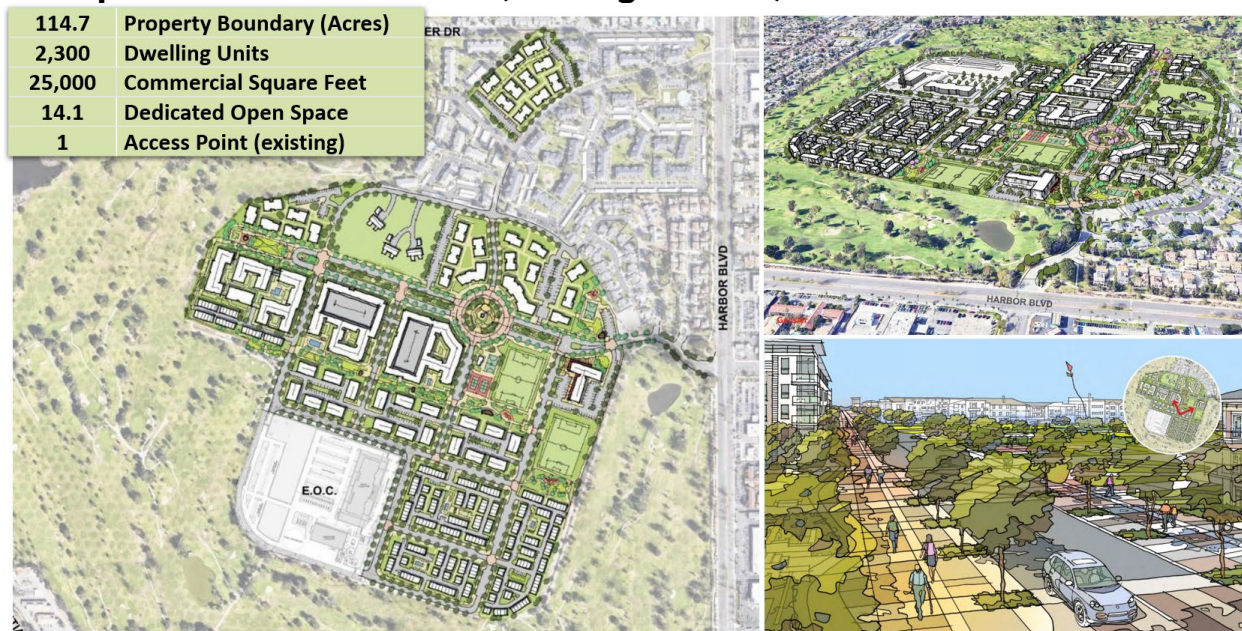 114.7 Property Boundary (Acres)
2,300 Dwelling Units
25,000 Commercial Square Feet
14.1 Dedicated Open Space
1 Access Point (existing)
ER DR
HARBOR BLVD
E.O.C.
HARBOR BLVD